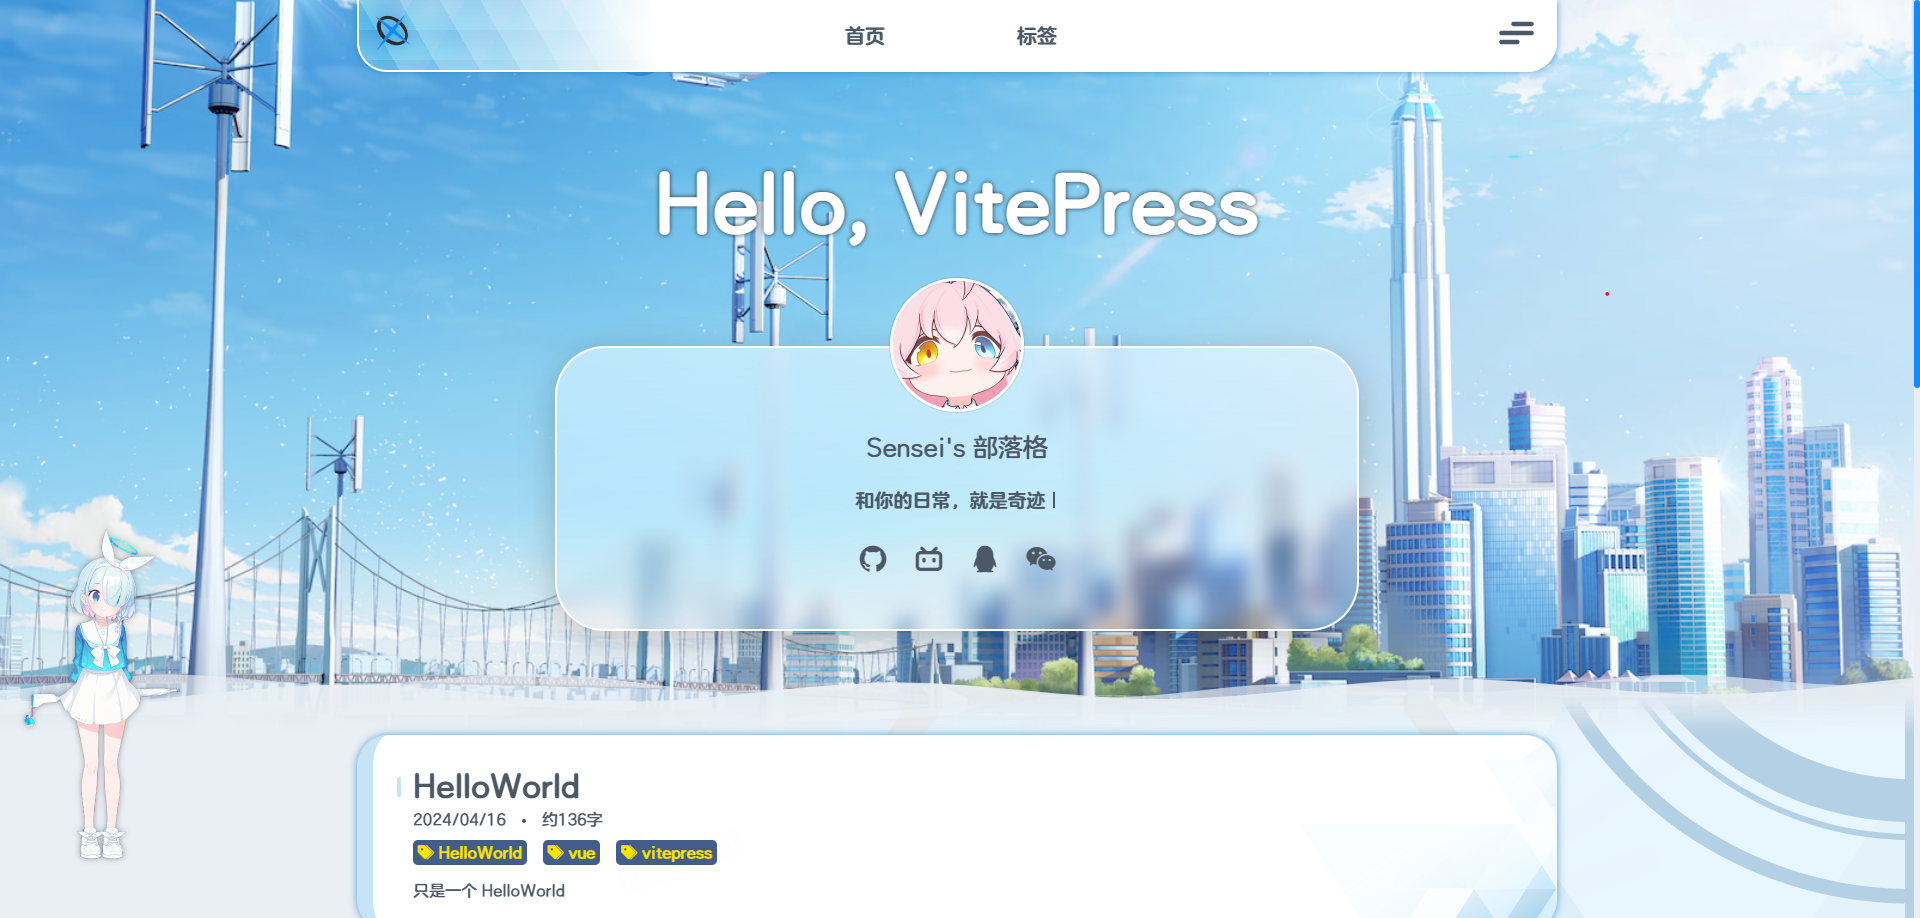 首页 标签
Hello, VitePress
Sensei's 部落格
和你的日常，就是奇迹 |
HelloWorld
2024/04/16 • 约136字
HelloWorld vue vitepress
只是一个 HelloWorld